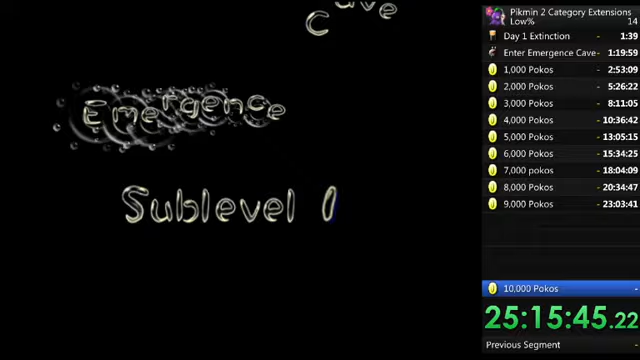 Cave
Emergence
Sublevel 1
Pikmin 2 Category Extensions
Low% 14
Day 1 Extinction - 1:39
Enter Emergence Cave - 1:19:59
1,000 Pokos - 2:53:09
2,000 Pokos - 5:26:22
3,000 Pokos - 8:11:05
4,000 Pokos - 10:36:42
5,000 Pokos - 13:05:15
6,000 Pokos - 15:34:25
7,000 pokos - 18:04:09
8,000 Pokos - 20:34:47
9,000 Pokos - 23:03:41
10,000 Pokos -
25:15:45.22
Previous Segment -